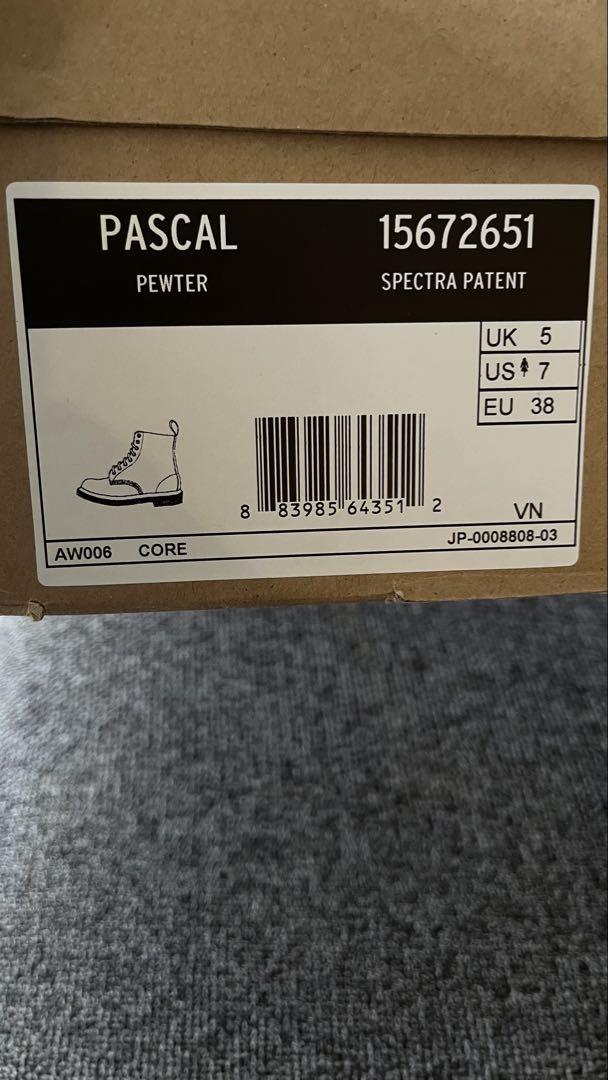 PASCAL 15672651
PEWTER SPECTRA PATENT
UK 5
US 7
EU 38
8 83985 64351 2
VN
AW006 CORE JP-0008808-03